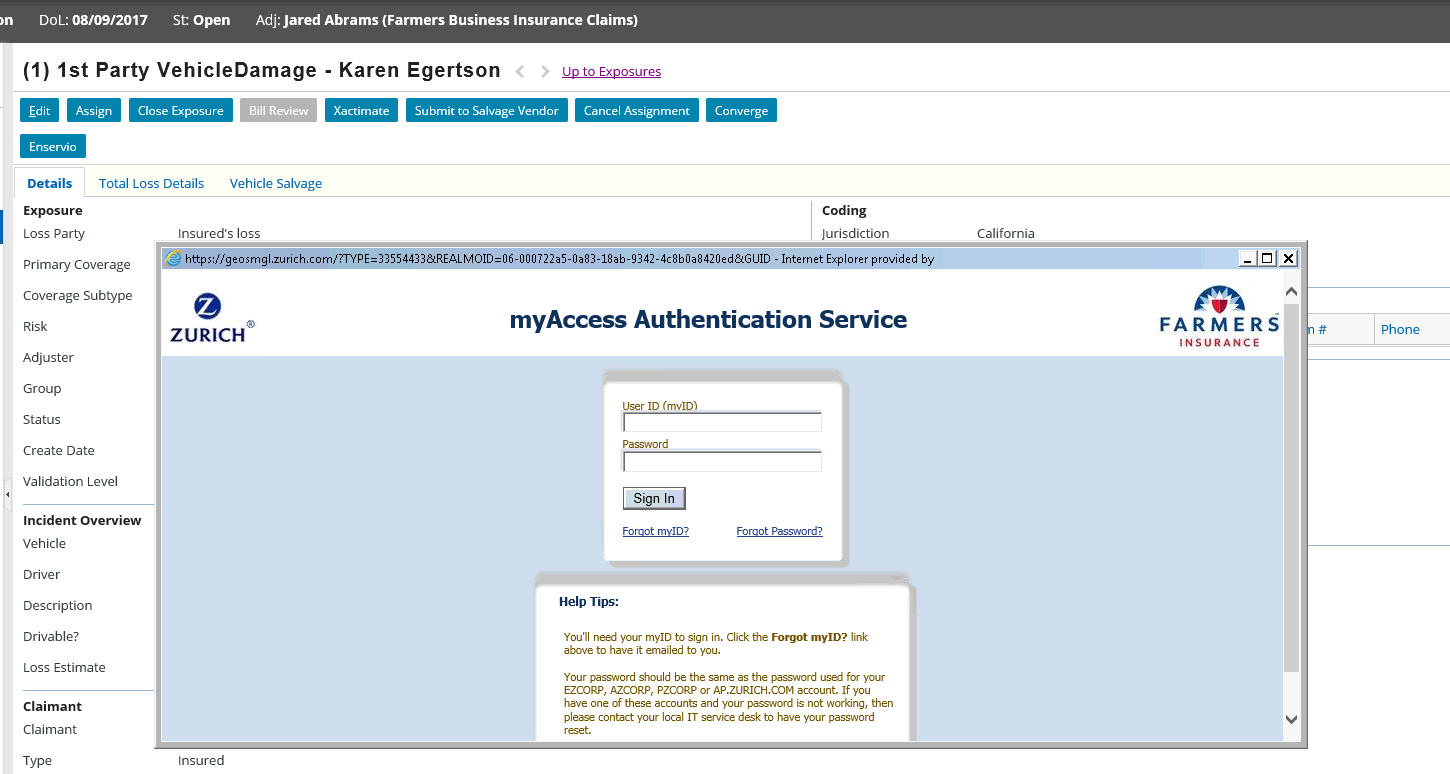 on DoL: 08/09/2017 St: Open Adj: Jared Abrams (Farmers Business Insurance Claims)
(1) 1st Party VehicleDamage - Karen Egertson Up to Exposures
Edit Assign Close Exposure Bill Review Xactimate Submit to Salvage Vendor Cancel Assignment Converge
Enservio
Details Total Loss Details Vehicle Salvage
Exposure
Loss Party Insured's loss
Primary Coverage
Coverage Subtype
Risk
Adjuster
Group
Status
Create Date
Validation Level
Incident Overview
Vehicle
Driver
Description
Drivable?
Loss Estimate
Claimant
Claimant
Type Insured
Coding
Jurisdiction California
m # Phone
https://geosmgl.zurich.com/?TYPE=33554433&REALMOID=06-000722a5-0a83-18ab-9342-4c8b0a8420ed&GUID - Internet Explorer provided by
ZURICH®
myAccess Authentication Service
FARMERS
INSURANCE
User ID (myID)
Password
Sign In
Forgot myID? Forgot Password?
Help Tips:
You'll need your myID to sign in. Click the Forgot myID? link
above to have it emailed to you.
Your password should be the same as the password used for your
EZCORP, AZCORP, PZCORP or AP.ZURICH.COM account. If you
have one of these accounts and your password is not working, then
please contact your local IT service desk to have your password
reset.